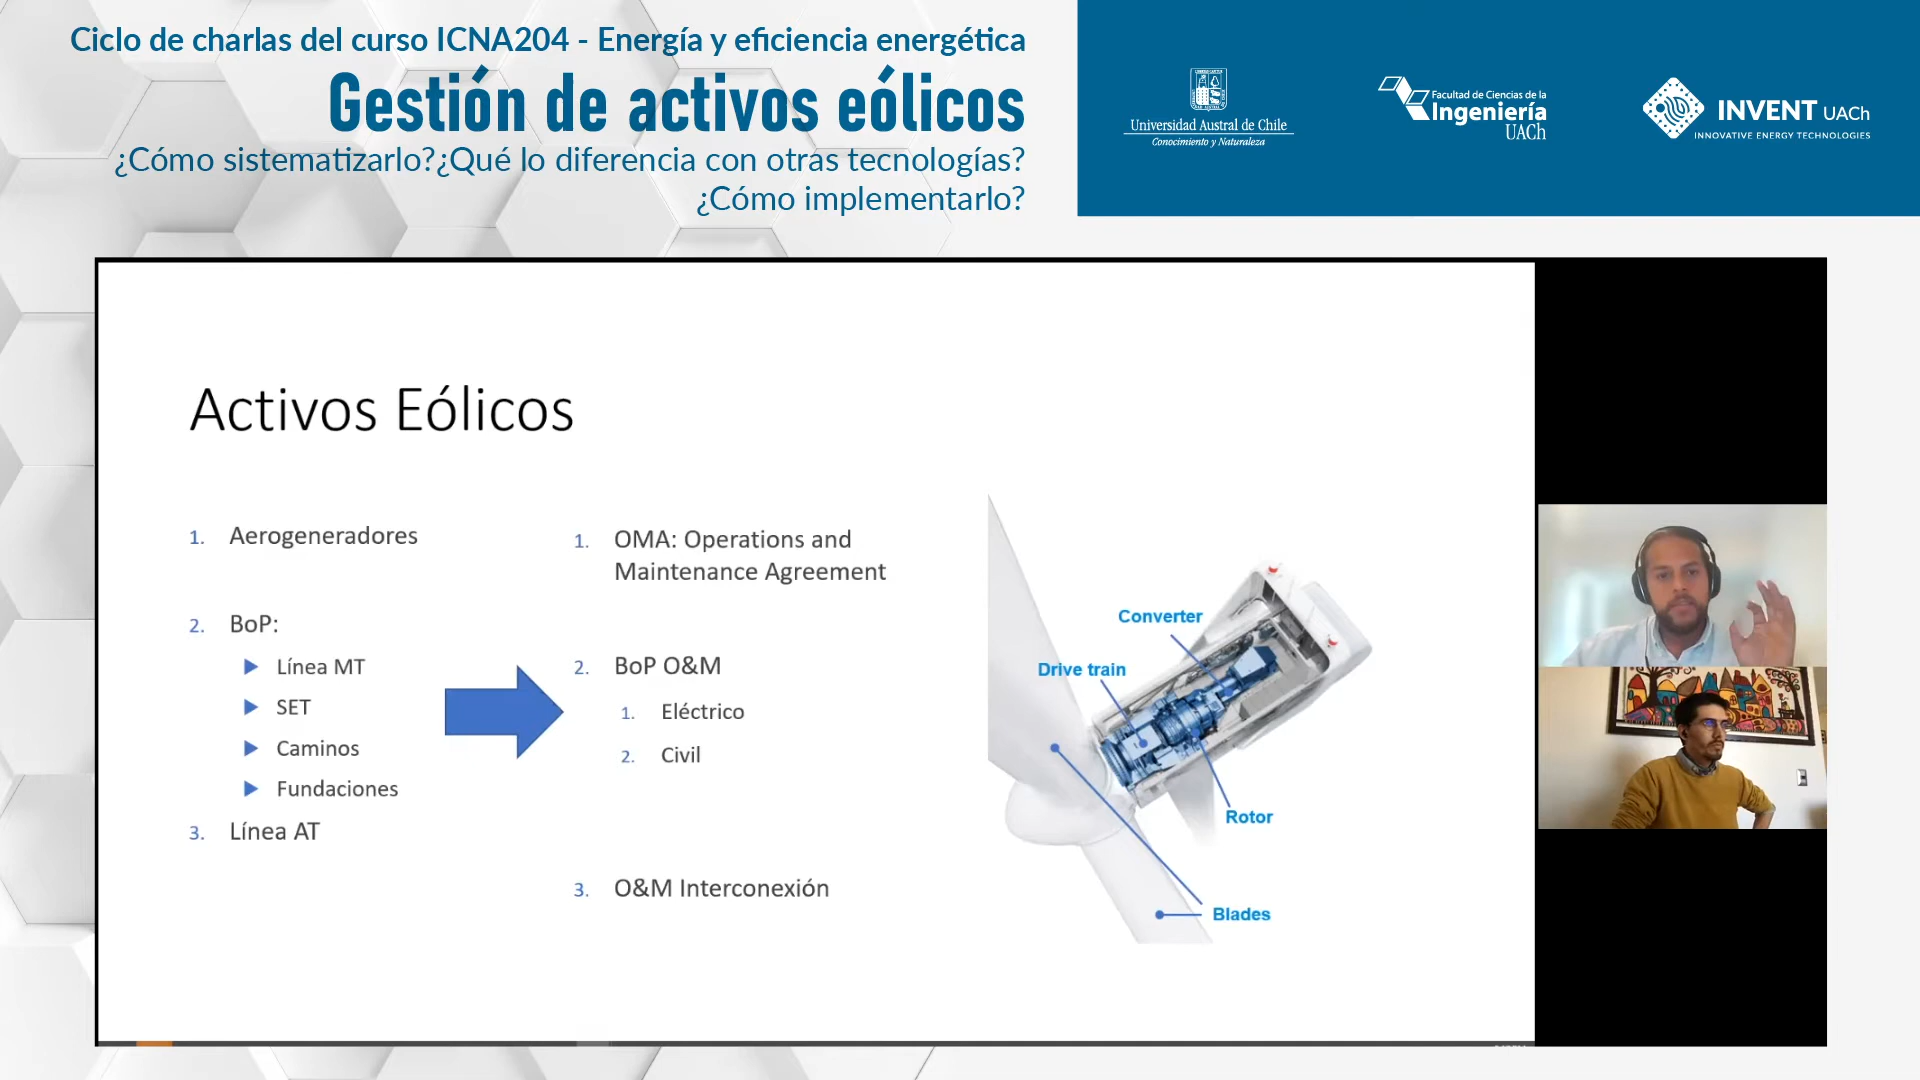 Ciclo de charlas del curso ICNA204 - Energía y eficiencia energética
Gestión de activos eólicos
¿Cómo sistematizarlo?¿Qué lo diferencia con otras tecnologías?
¿Cómo implementarlo?
Universidad Austral de Chile
Conocimiento y Naturaleza
Facultad de Ciencias de la
Ingeniería
UACh
INVENT UACh
INNOVATIVE ENERGY TECHNOLOGIES
Activos Eólicos
1. Aerogeneradores
2. BoP:
Línea MT
SET
Caminos
Fundaciones
3. Línea AT
1. OMA: Operations and
Maintenance Agreement
2. BoP O&M
1. Eléctrico
2. Civil
3. O&M Interconexión
Converter
Drive train
Rotor
Blades